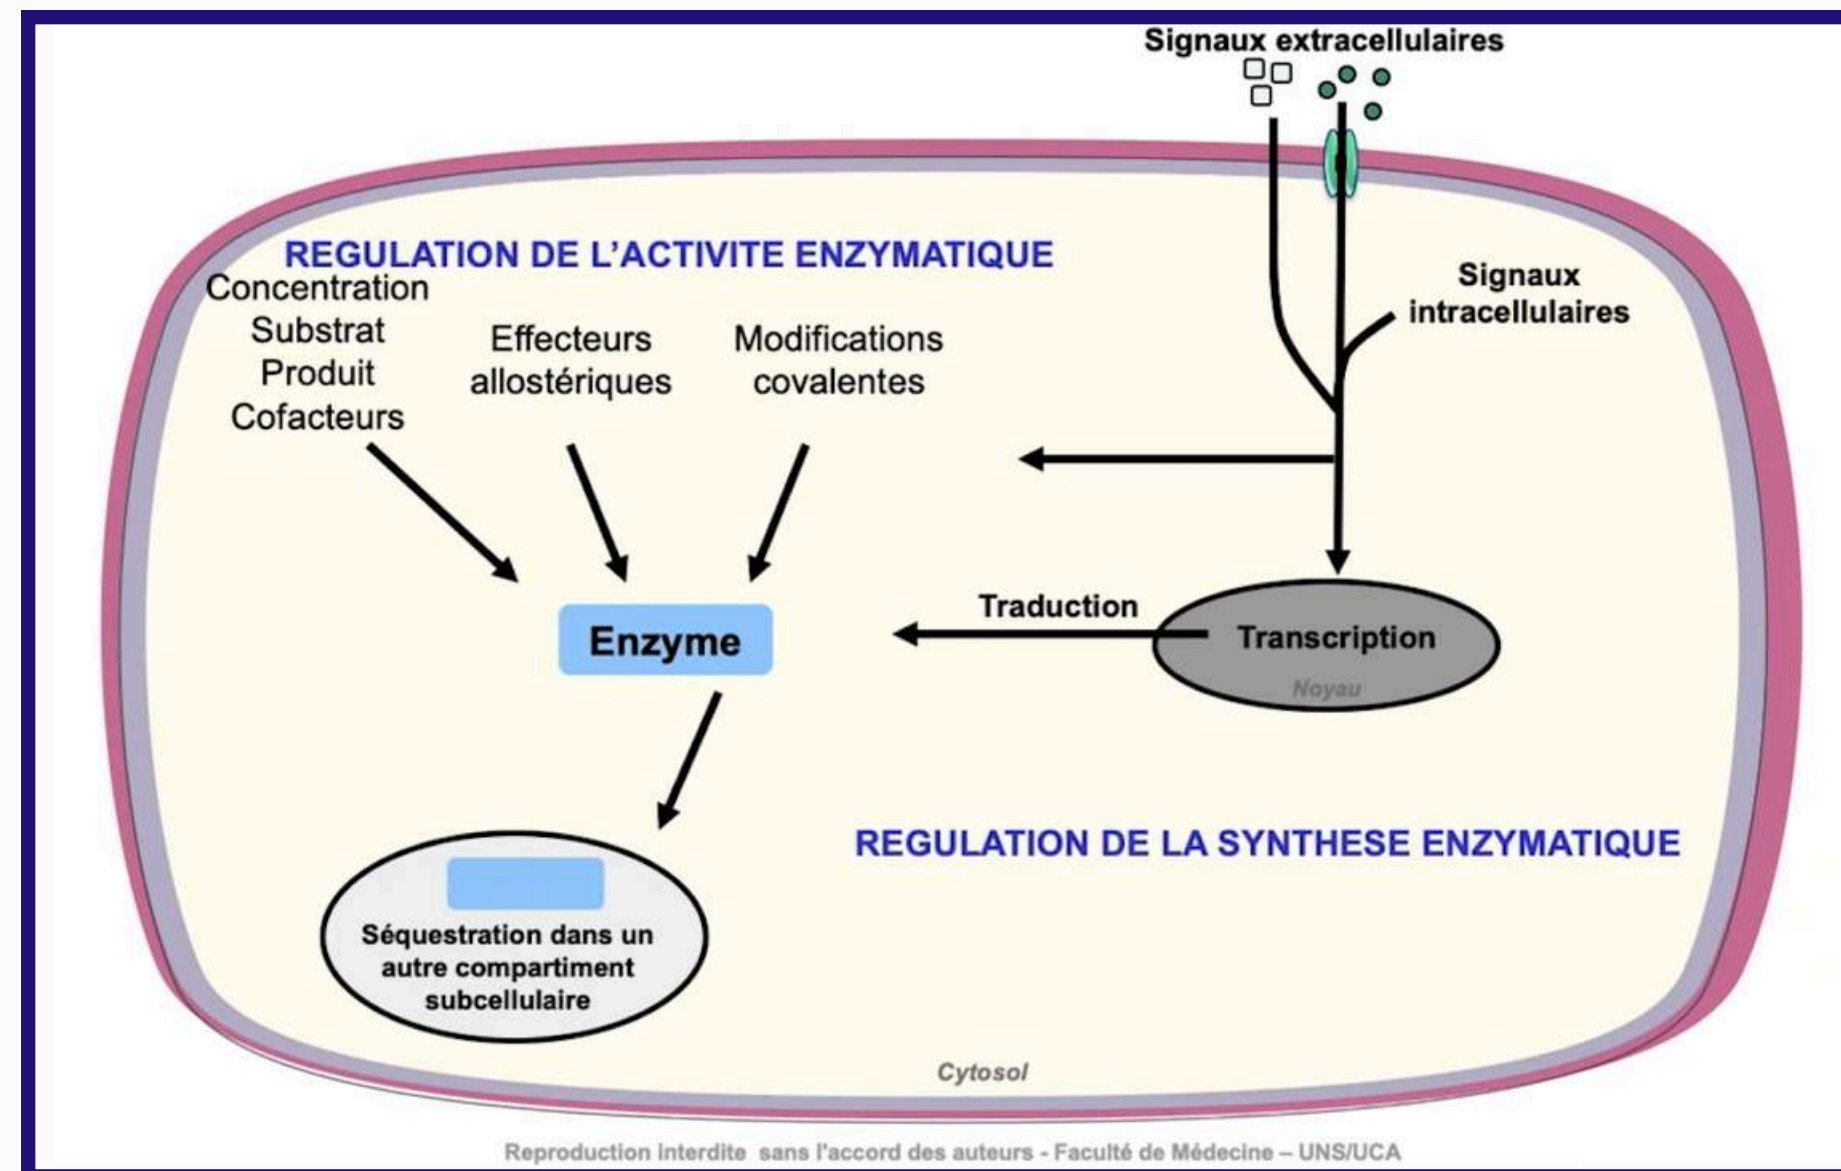 Signaux extracellulaires
REGULATION DE L'ACTIVITE ENZYMATIQUE
Concentration
Substrat
Produit
Cofacteurs
Effecteurs
allostériques
Modifications
covalentes
Signaux
intracellulaires
Enzyme
Traduction
Transcription
Noyau
REGULATION DE LA SYNTHESE ENZYMATIQUE
Séquestration dans un
autre compartiment
subcellulaire
Cytosol
Reproduction interdite sans l'accord des auteurs - Faculté de Médecine – UNS/UCA